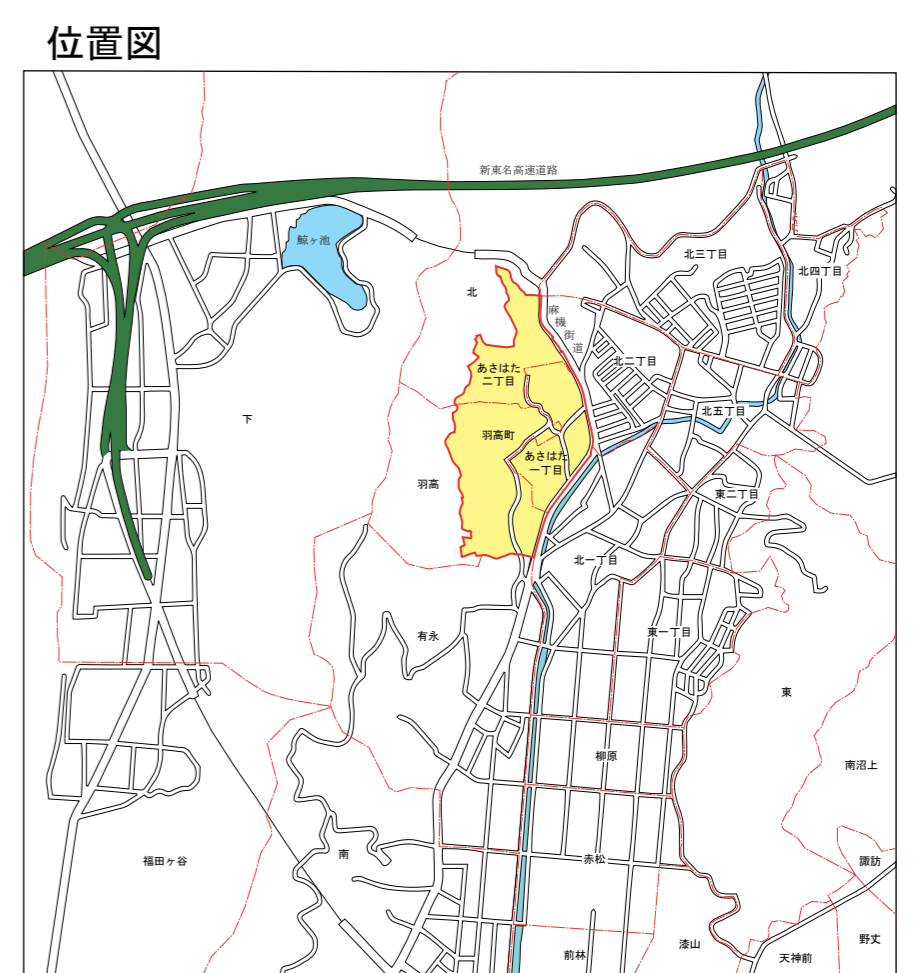 位置図
新東名高速道路
鯨ヶ池
北三丁目
北四丁目
北
麻
機
街
道
北二丁目
あさはた
二丁目
北五丁目
下
羽高町
あさはた
一丁目
羽高
東二丁目
北一丁目
有永
東一丁目
東
柳原
南沼上
南
赤松
福田ヶ谷
諏訪
前林
漆山
野丈
天神前